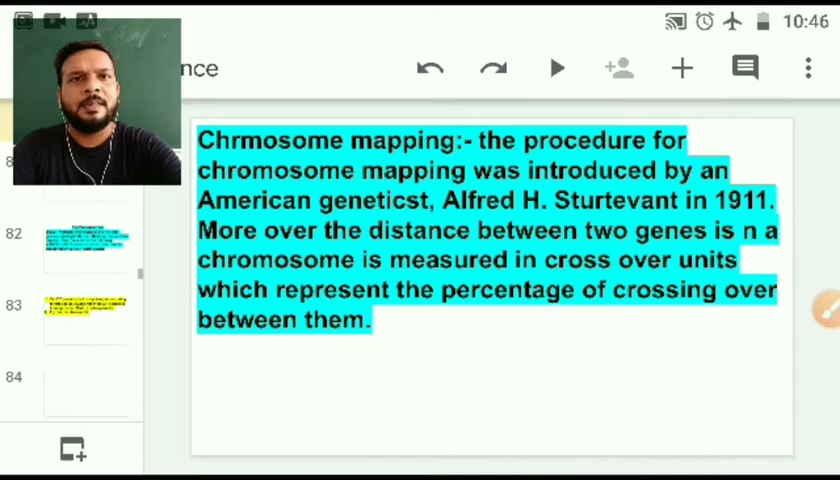 10:46
nce
Chrmosome mapping:- the procedure for
chromosome mapping was introduced by an
American geneticst, Alfred H. Sturtevant in 1911.
More over the distance between two genes is n a
chromosome is measured in cross over units
which represent the percentage of crossing over
between them.
82
83
84